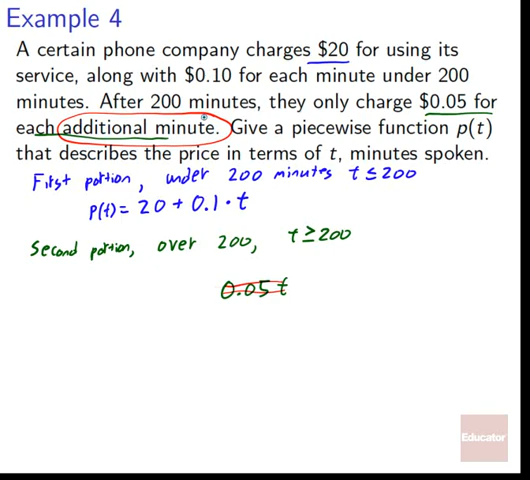 Example 4
A certain phone company charges $20 for using its
service, along with $0.10 for each minute under 200
minutes. After 200 minutes, they only charge $0.05 for
each additional minute. Give a piecewise function p(t)
that describes the price in terms of t, minutes spoken.
First portion, under 200 minutes t ≤ 200
P(t) = 20 + 0.1 · t
Second portion, over 200, t ≥ 200
0.05 t
Educator